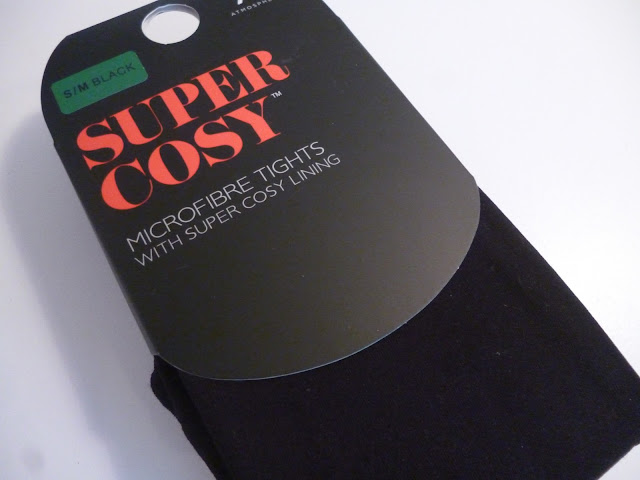 S/M BLACK
SUPER
COSY™
MICROFIBRE TIGHTS
WITH SUPER COSY LINING